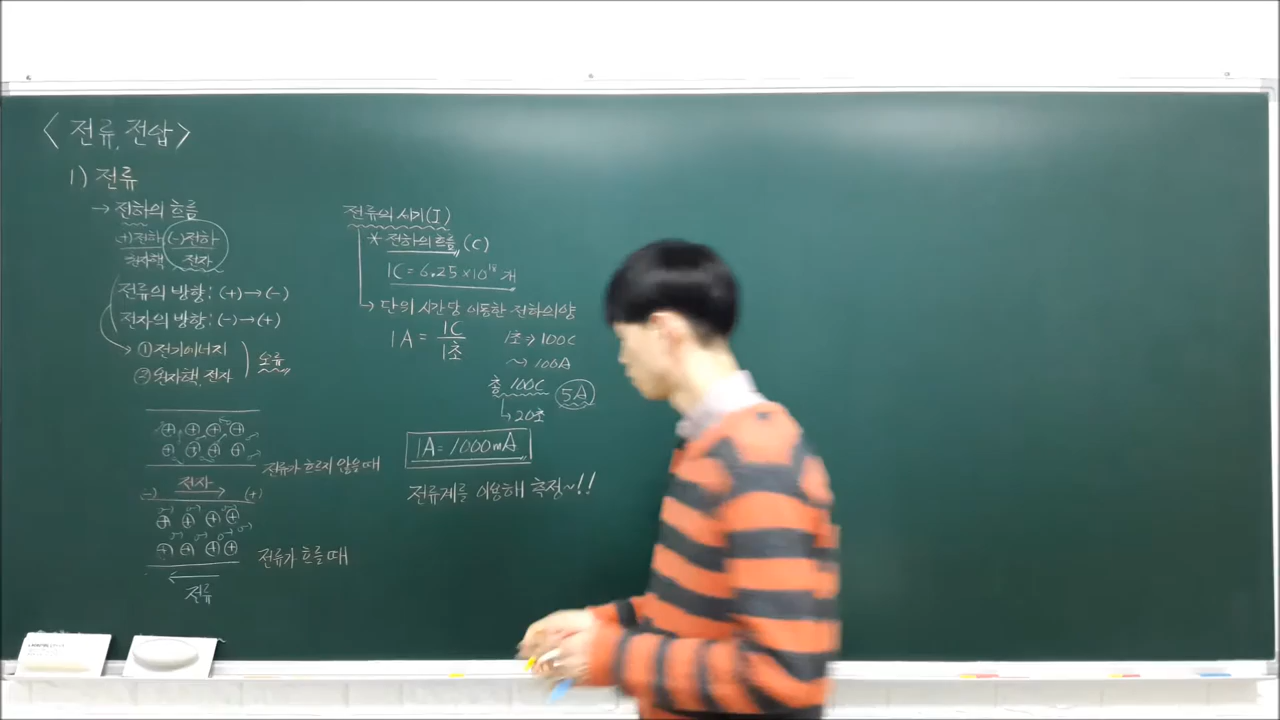 < 전류, 전압>
1) 전류
→ 전하의 흐름
(+)전하 (-)전하
원자핵 전자
전류의 방향: (+)→(-)
전자의 방향: (-)→(+)
① 전기에너지
② 원자핵, 전자
오류
전류가 흐르지 않을 때
전자
(-) → (+)
전류가 흐를 때
←
전류
전류의 세기(I)
* 전하의 흐름 (C)
1C = 6.25×10¹⁸ 개
→ 단위 시간당 이동한 전하의 양
1A = 1C / 1초
1초 ⇒ 100C
~> 100A
총 100C
↳ 20초
5A
1A = 1000mA
전류계를 이용해 측정~!!